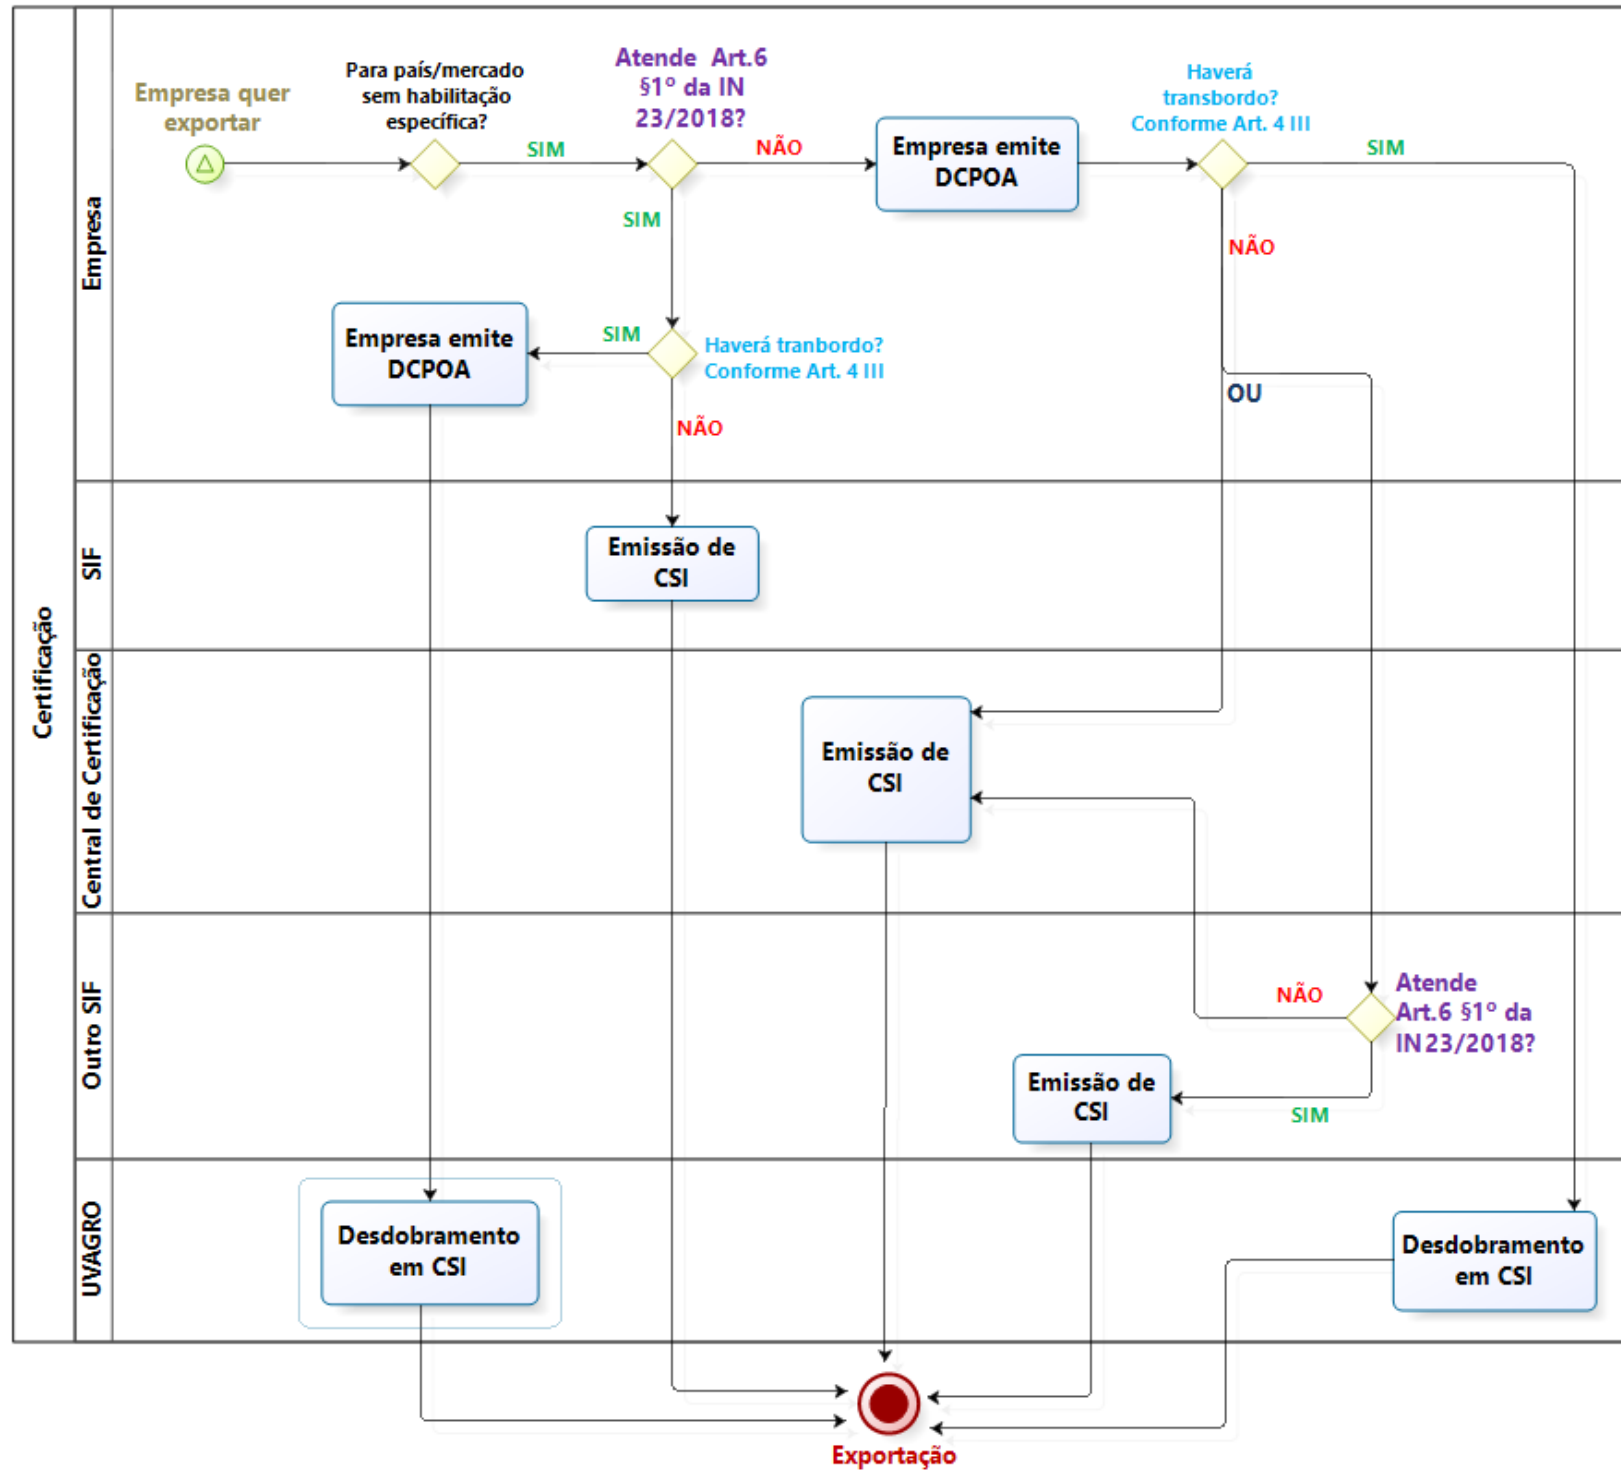 Certificação
Empresa
Empresa quer
exportar
Para país/mercado
sem habilitação
específica?
SIM
Atende Art.6
§1º da IN
23/2018?
NÃO
SIM
Empresa emite
DCPOA
Haverá
transbordo?
Conforme Art. 4 III
SIM
NÃO
OU
Empresa emite
DCPOA
SIM
Haverá tranbordo?
Conforme Art. 4 III
NÃO
SIF
Emissão de
CSI
Central de Certificação
Emissão de
CSI
Outro SIF
NÃO
Atende
Art.6 §1º da
IN23/2018?
SIM
Emissão de
CSI
UVAGRO
Desdobramento
em CSI
Desdobramento
em CSI
Exportação